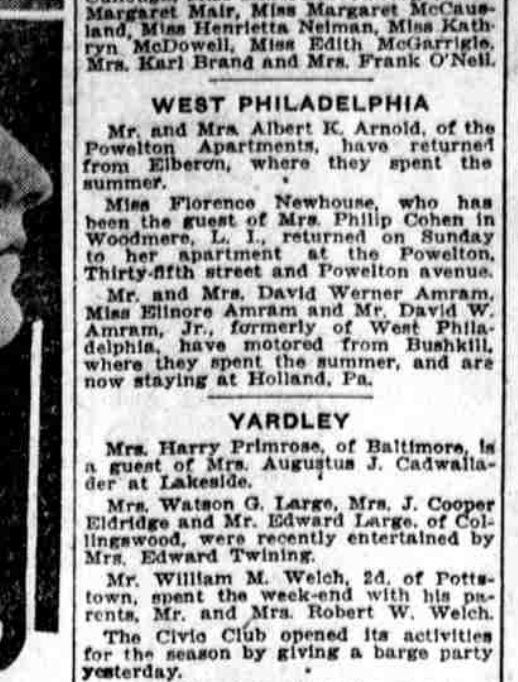 Margaret Mair, Miss Margaret McCaus-
land, Miss Henrietta Neiman, Miss Kath-
ryn McDowell, Miss Edith McGarrigle,
Mrs. Karl Brand and Mrs. Frank O'Neil.
WEST PHILADELPHIA
Mr. and Mrs. Albert K. Arnold, of the
Powelton Apartments, have returned
from Elberon, where they spent the
summer.
Miss Florence Newhouse, who has
been the guest of Mrs. Philip Cohen in
Woodmere, L. I., returned on Sunday
to her apartment at the Powelton,
Thirty-fifth street and Powelton avenue.
Mr. and Mrs. David Werner Amram,
Miss Elinore Amram and Mr. David W.
Amram, Jr., formerly of West Phila-
delphia, have motored from Bushkill,
where they spent the summer, and are
now staying at Holland, Pa.
YARDLEY
Mrs. Harry Primrose, of Baltimore, is
a guest of Mrs. Augustus J. Cadwalla-
der at Lakeside.
Mrs. Watson G. Large, Mrs. J. Cooper
Eldridge and Mr. Edward Large, of Col-
lingswood, were recently entertained by
Mrs. Edward Twining.
Mr. William M. Welch, 2d, of Potts-
town, spent the week-end with his pa-
rents, Mr. and Mrs. Robert W. Welch.
The Civic Club opened its activities
for the season by giving a barge party
yesterday.